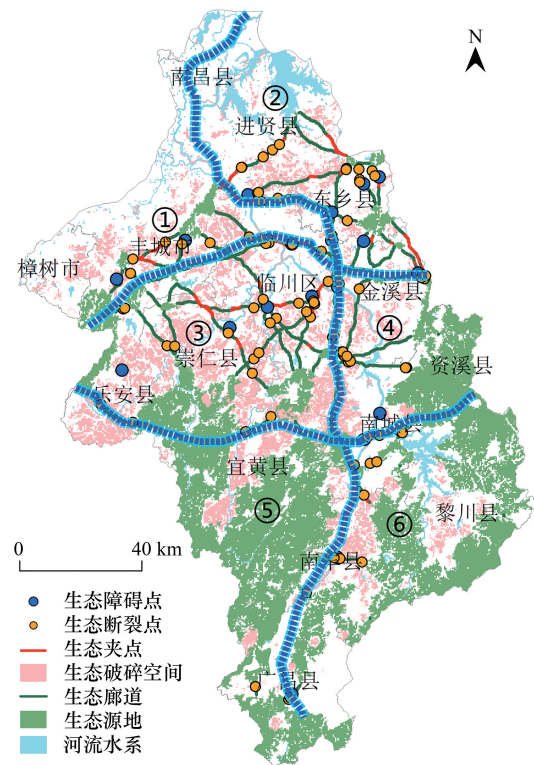 N
南昌县
②
进贤县
东乡县
①
丰城市
樟树市
临川区
金溪县
③
④
崇仁县
资溪县
乐安县
南城县
宜黄县
⑤
⑥
黎川县
南丰县
0 40 km
广昌县
生态障碍点
生态断裂点
生态夹点
生态破碎空间
生态廊道
生态源地
河流水系